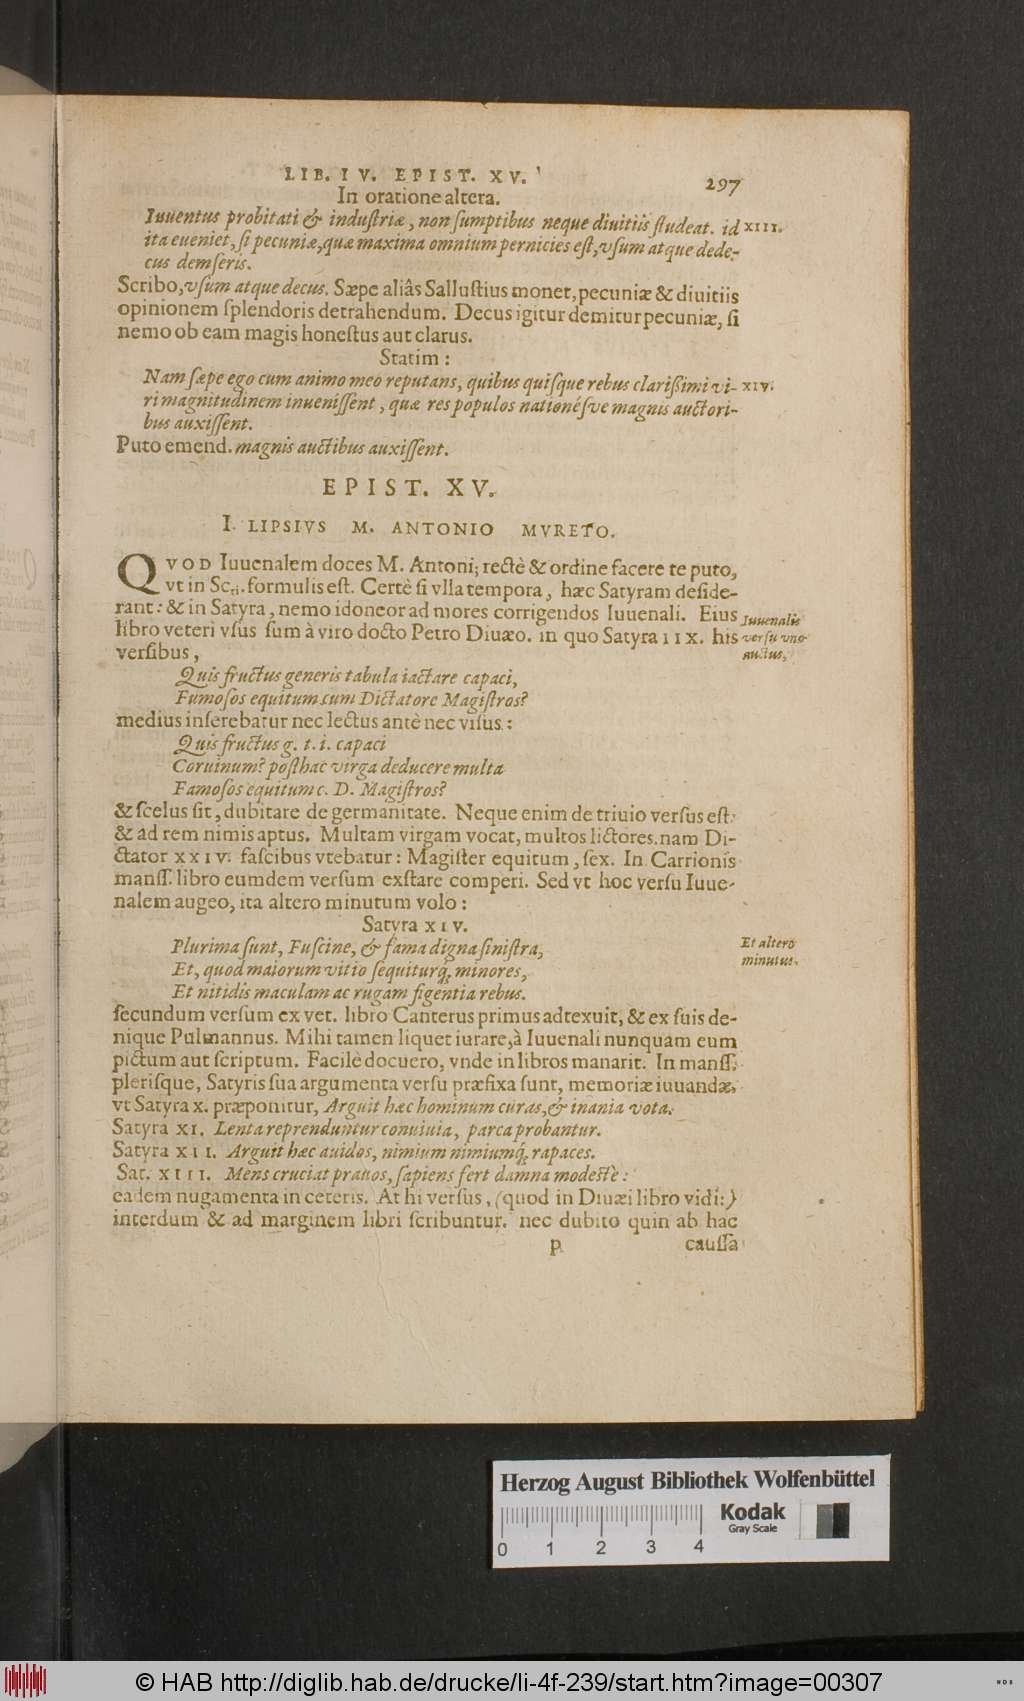 LIB. IV. EPIST. XV.
297
In oratione altera.
Iuuentus probitati & industriæ, non sumptibus neque diuitiis studeat. id XIII.
ita eueniet, si pecuniæ, quæ maxima omnium pernicies est, vsum atque dede-
cus demseris.
Scribo, vsum atque decus. Sæpe aliâs Sallustius monet, pecuniæ & diuitiis
opinionem splendoris detrahendum. Decus igitur demitur pecuniæ, si
nemo ob eam magis honestus aut clarus.
Statim:
Nam sæpe ego cum animo meo reputans, quibus quisque rebus clarißimi vi- XIV.
ri magnitudinem inuenissent, quæ res populos nationésve magnis auctori-
bus auxissent.
Puto emend. magnis auctibus auxissent.
EPIST. XV.
I. LIPSIVS M. ANTONIO MVRETO.
QVOD Iuuenalem doces M. Antoni; rectè & ordine facere te puto,
vt in Scri. formulis est. Certè si vlla tempora, hæc Satyram deside-
rant: & in Satyra, nemo idoneor ad mores corrigendos Iuuenali. Eius Iuuenalis
libro veteri vsus sum à viro docto Petro Diuæo. in quo Satyra IIX. his versu vno
versibus, auctus,
Quis fructus generis tabula iactare capaci,
Fumosos equitum cum Dictatore Magistros?
medius inserebatur nec lectus antè nec visus:
Quis fructus g. t. i. capaci
Coruinum? posthac virga deducere multa
Famosos equitum c. D. Magistros?
& scelus sit, dubitare de germanitate. Neque enim de triuio versus est:
& ad rem nimis aptus. Multam virgam vocat, multos lictores. nam Di-
ctator XXIV. fascibus vtebatur: Magister equitum, sex. In Carrionis
manss. libro eumdem versum exstare comperi. Sed vt hoc versu Iuue-
nalem augeo, ita altero minutum volo:
Satyra XIV.
Plurima sunt, Fuscine, & fama digna sinistra, Et altero
Et, quod maiorum vitio sequiturq; minores, minutus.
Et nitidis maculam ac rugam figentia rebus.
secundum versum ex vet. libro Canterus primus adtexuit, & ex suis de-
nique Pulmannus. Mihi tamen liquet iurare, à Iuuenali nunquam eum
pictum aut scriptum. Facilè docuero, vnde in libros manarit. In manss.
plerisque, Satyris sua argumenta versu præfixa sunt, memoriæ iuuandæ,
vt Satyra X. præponitur, Arguit hæc hominum curas, & inania vota.
Satyra XI. Lenta reprenduntur conuiuia, parca probantur.
Satyra XII. Arguit hæc auidos, nimium nimiumq; rapaces.
Sat. XIII. Mens cruciat prauos, sapiens fert damna modestè:
eadem nugamenta in ceteris. At hi versus, (quod in Diuæi libro vidi:)
interdum & ad marginem libri scribuntur. nec dubito quin ab hac
p caussa
Herzog August Bibliothek Wolfenbüttel
0 1 2 3 4
Kodak
Gray Scale
© HAB http://diglib.hab.de/drucke/li-4f-239/start.htm?image=00307